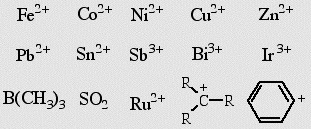 Fe²⁺ Co²⁺ Ni²⁺ Cu²⁺ Zn²⁺
Pb²⁺ Sn²⁺ Sb³⁺ Bi³⁺ Ir³⁺
B(CH₃)₃ SO₂ Ru²⁺ R R C⁺ R +